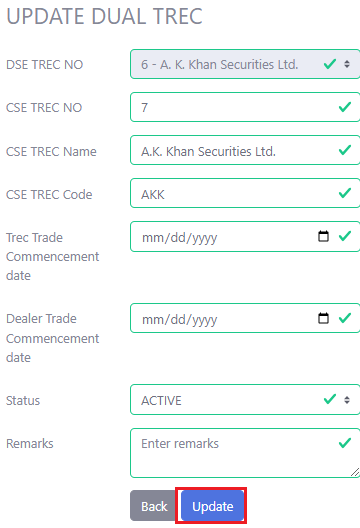 UPDATE DUAL TREC
DSE TREC NO
6 - A. K. Khan Securities Ltd.
CSE TREC NO
7
CSE TREC Name
A.K. Khan Securities Ltd.
CSE TREC Code
AKK
Trec Trade
Commencement
date
mm/dd/yyyy
Dealer Trade
Commencement
date
mm/dd/yyyy
Status
ACTIVE
Remarks
Enter remarks
Back
Update